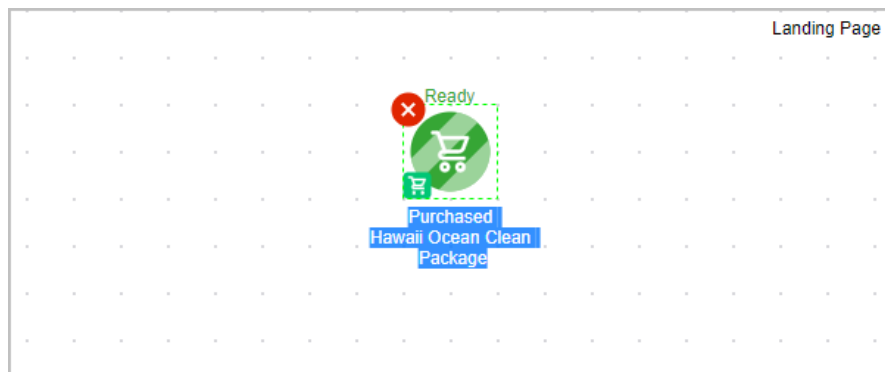 Landing Page
Ready
Purchased
Hawaii Ocean Clean
Package